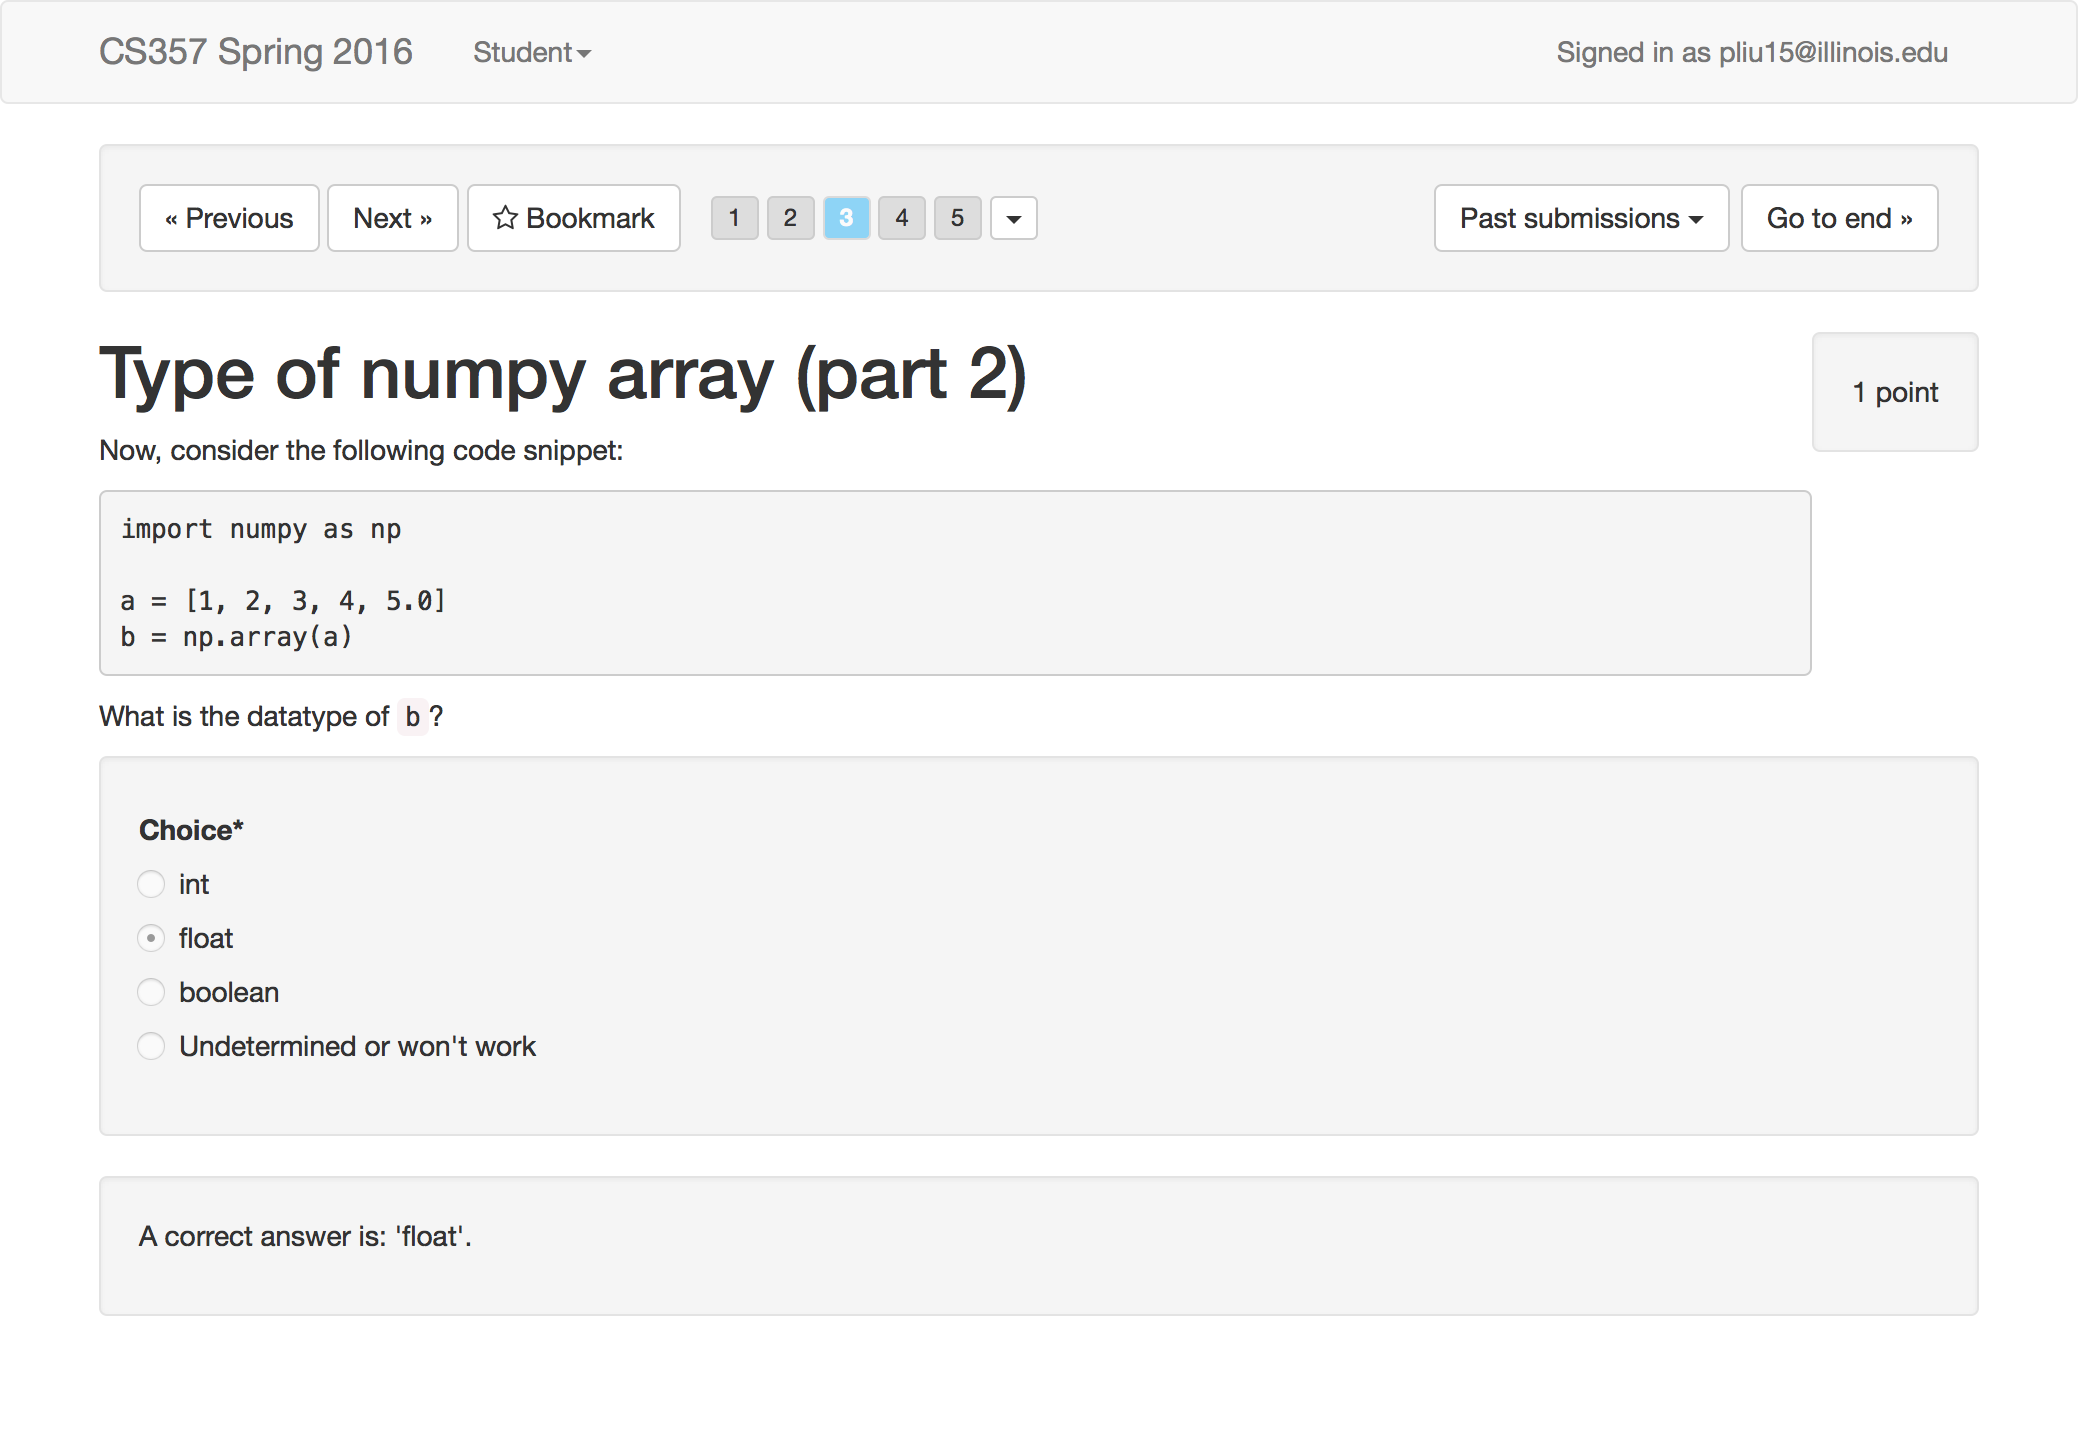 CS357 Spring 2016 Student Signed in as pliu15@illinois.edu
« Previous Next » Bookmark 1 2 3 4 5 Past submissions Go to end »
Type of numpy array (part 2)
1 point
Now, consider the following code snippet:
import numpy as np
a = [1, 2, 3, 4, 5.0]
b = np.array(a)
What is the datatype of b?
Choice*
int
float
boolean
Undetermined or won't work
A correct answer is: 'float'.